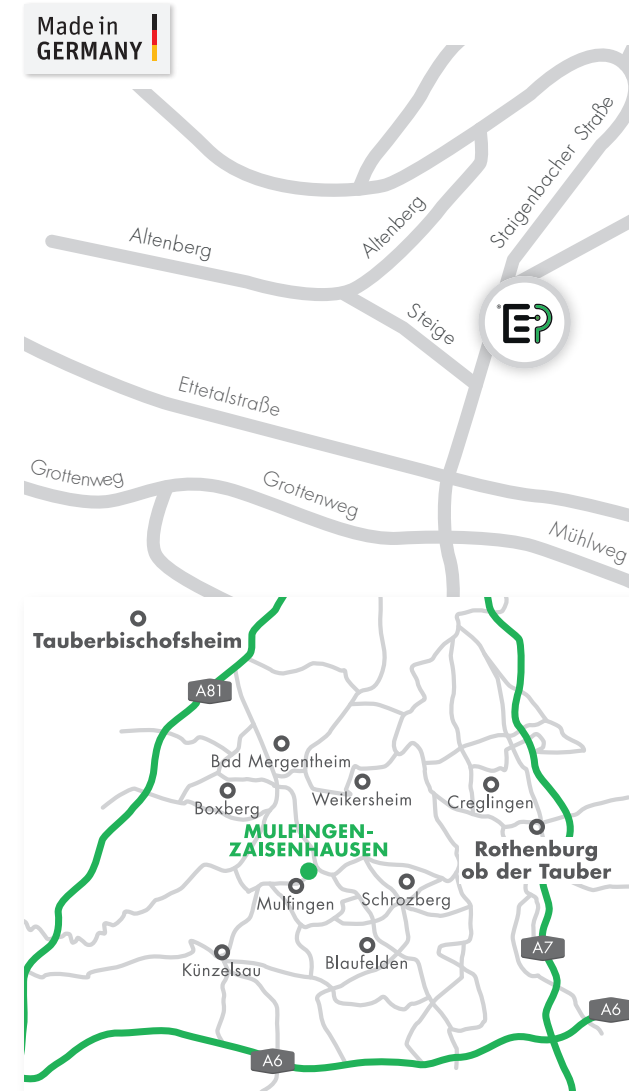 Made in
GERMANY
Staigenbacher Straße
Altenberg
Altenberg
Steige
® EP
Ettetalstraße
Grottenweg
Grottenweg
Mühlweg
Tauberbischofsheim
A81
Bad Mergentheim
Boxberg
Weikersheim
Creglingen
MULFINGEN-
ZAISENHAUSEN
Rothenburg
ob der Tauber
Mulfingen
Schrozberg
Künzelsau
Blaufelden
A7
A6
A6